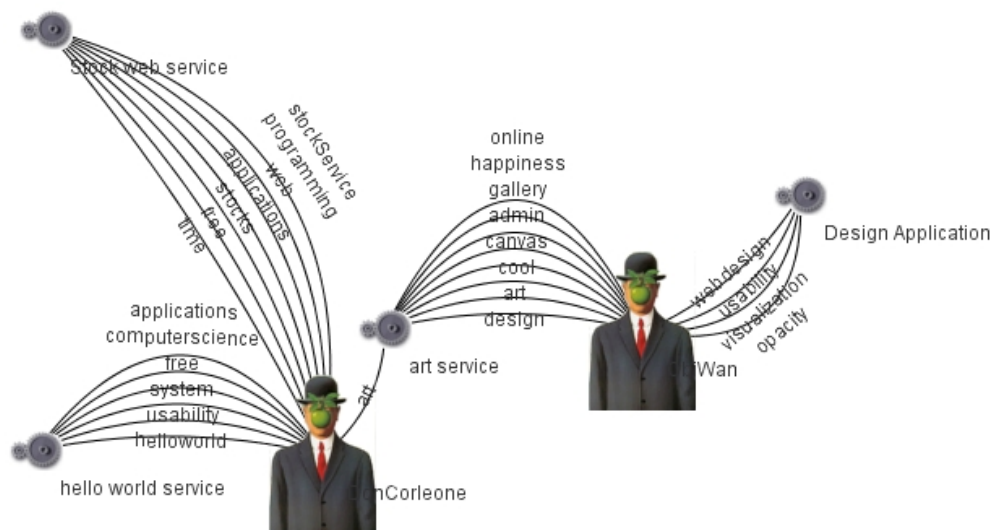 Stock web service
stockService
programming
web
applications
stocks
free
time
online
happiness
gallery
admin
canvas
cool
art
design
Design Application
webdesign
usability
visualization
opacity
applications
computerscience
free
system
usability
helloworld
art
art service
hello world service